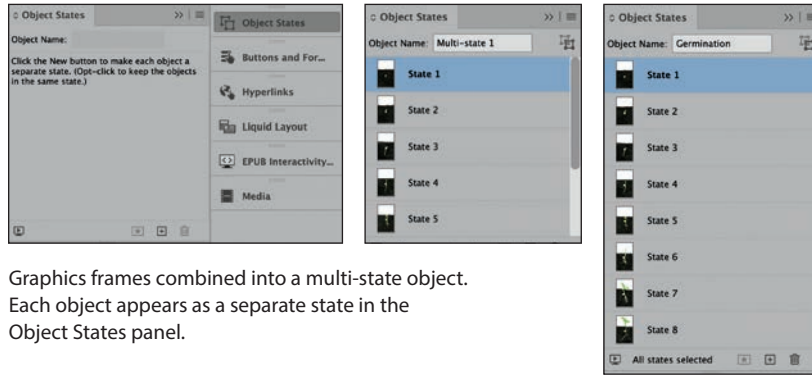 Object States
Object Name:
Click the New button to make each object a
separate state. (Opt-click to keep the objects
in the same state.)
Object States
Buttons and For...
Hyperlinks
Liquid Layout
EPUB Interactivity...
Media
Object States
Object Name: Multi-state 1
State 1
State 2
State 3
State 4
State 5
Object States
Object Name: Germination
State 1
State 2
State 3
State 4
State 5
State 6
State 7
State 8
All states selected
Graphics frames combined into a multi-state object.
Each object appears as a separate state in the
Object States panel.